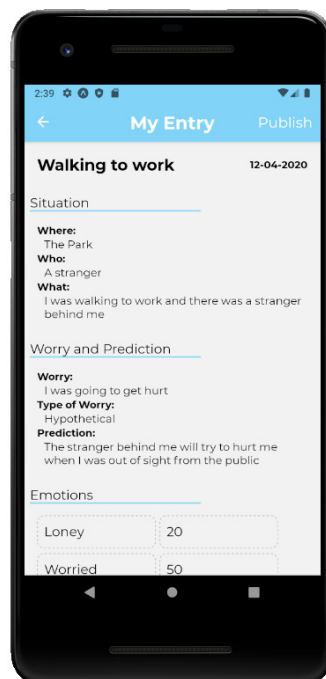 2:39
My Entry Publish
Walking to work 12-04-2020
Situation
Where:
The Park
Who:
A stranger
What:
I was walking to work and there was a stranger
behind me
Worry and Prediction
Worry:
I was going to get hurt
Type of Worry:
Hypothetical
Prediction:
The stranger behind me will try to hurt me
when I was out of sight from the public
Emotions
Loney 20
Worried 50